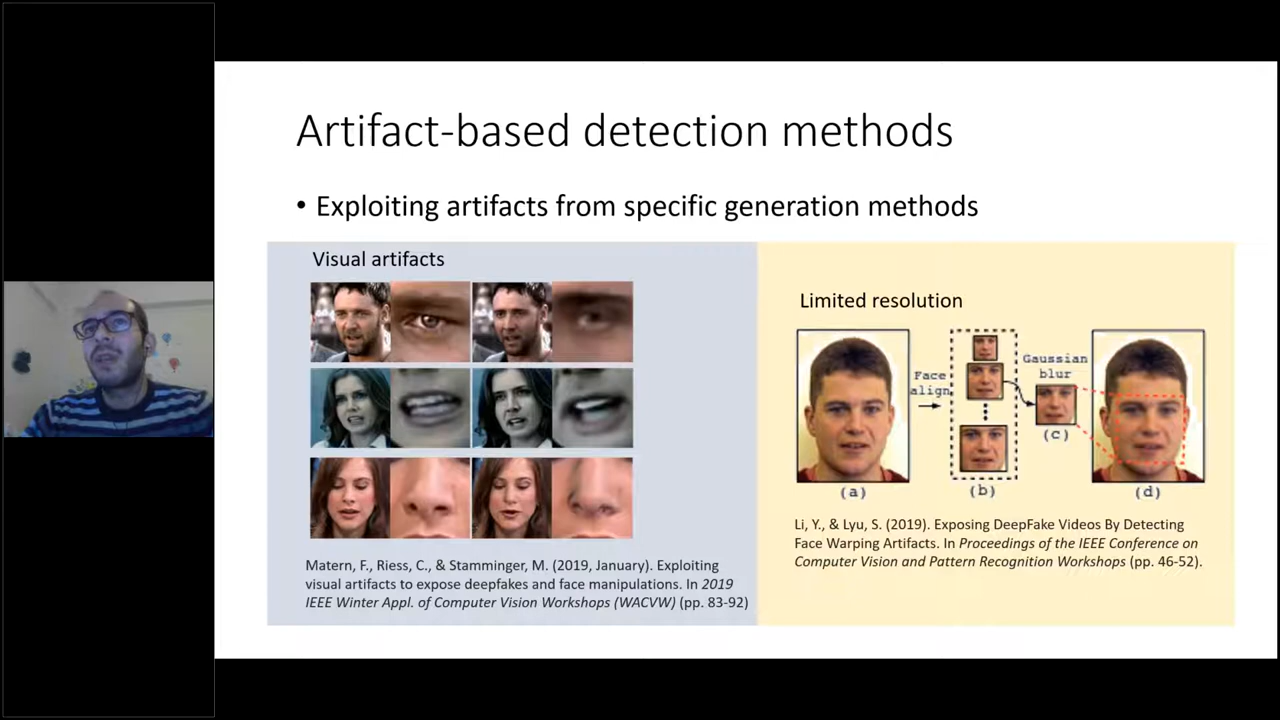 Artifact-based detection methods
• Exploiting artifacts from specific generation methods
Visual artifacts
Matern, F., Riess, C., & Stamminger, M. (2019, January). Exploiting
visual artifacts to expose deepfakes and face manipulations. In 2019
IEEE Winter Appl. of Computer Vision Workshops (WACVW) (pp. 83-92)
Limited resolution
Face
align
Gaussian
blur
(a)
(b)
(c)
(d)
Li, Y., & Lyu, S. (2019). Exposing DeepFake Videos By Detecting
Face Warping Artifacts. In Proceedings of the IEEE Conference on
Computer Vision and Pattern Recognition Workshops (pp. 46-52).